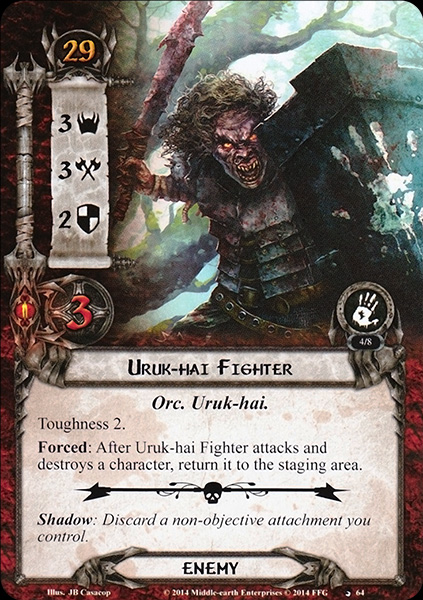 29
3
3
2
3
4/8
URUK-HAI FIGHTER
Orc. Uruk-hai.
Toughness 2.
Forced: After Uruk-hai Fighter attacks and
destroys a character, return it to the staging area.
Shadow: Discard a non-objective attachment you
control.
ENEMY
Illus. JB Casacop © 2014 Middle-earth Enterprises © 2014 FFG 64